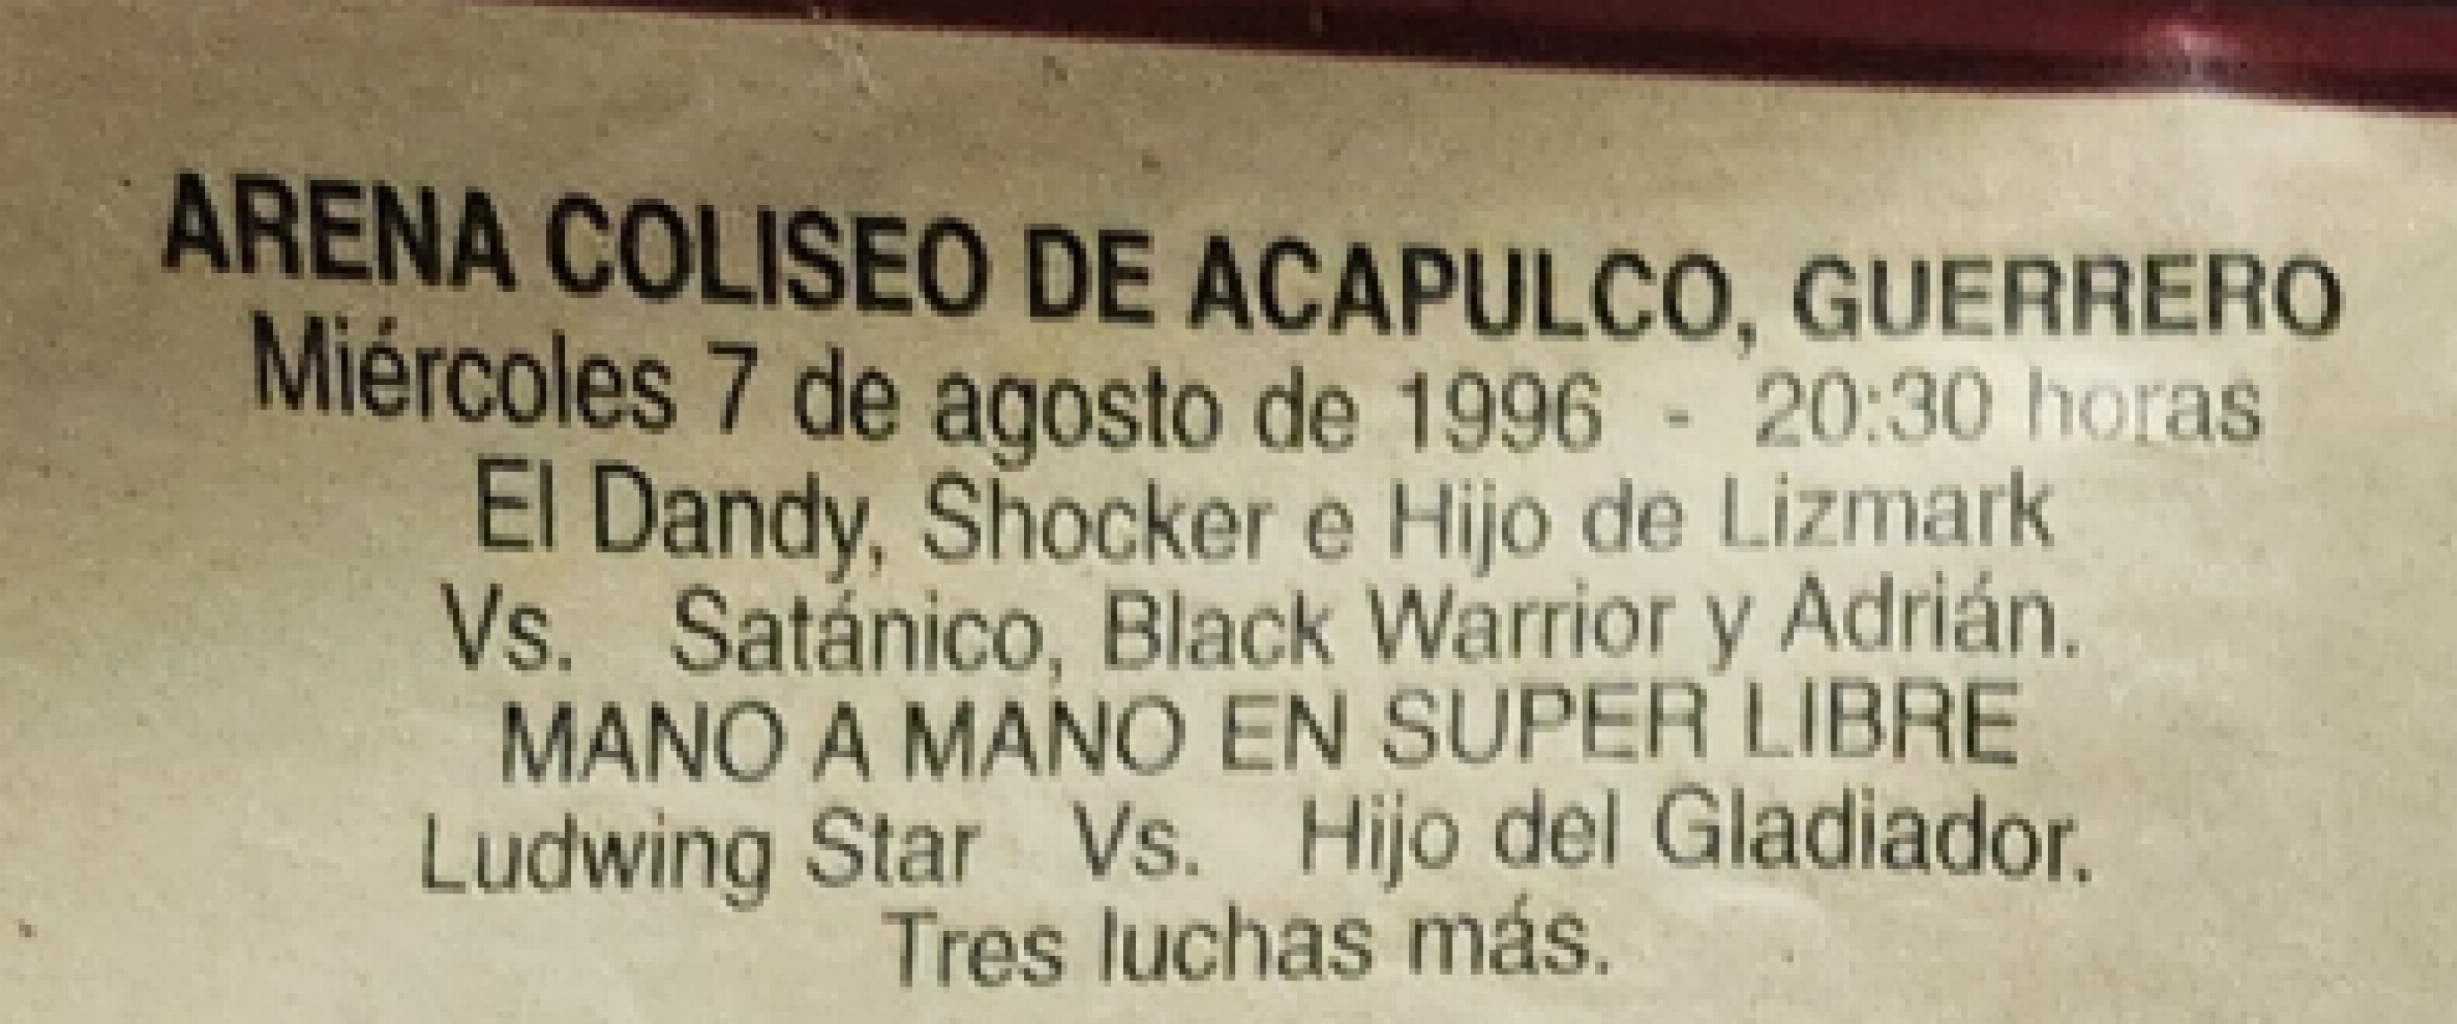 ARENA COLISEO DE ACAPULCO, GUERRERO
Miércoles 7 de agosto de 1996 - 20:30 horas
El Dandy, Shocker e Hijo de Lizmark
Vs. Satánico, Black Warrior y Adrián.
MANO A MANO EN SUPER LIBRE
Ludwing Star Vs. Hijo del Gladiador.
Tres luchas más.